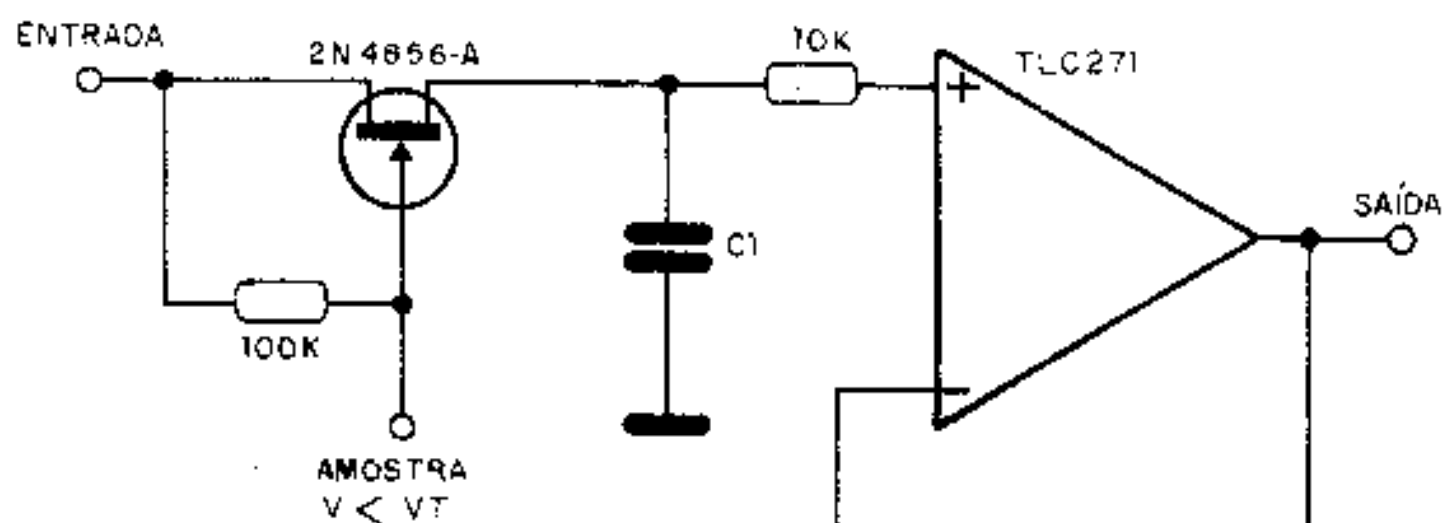 ENTRADA
2N4856-A
10K
TLC271
+
SAÍDA
C1
100K
AMOSTRA
V < VT